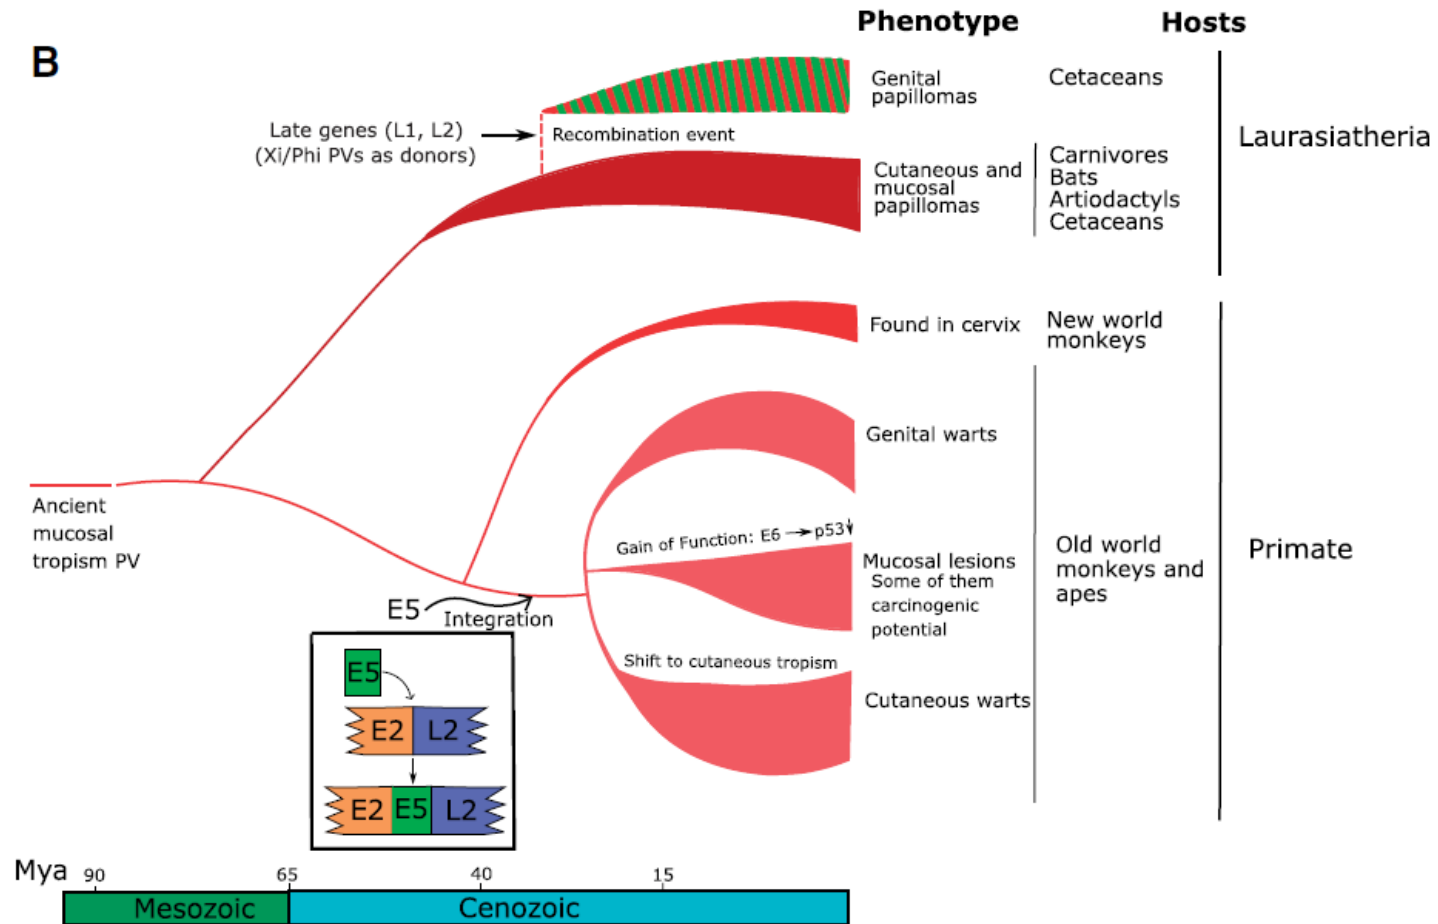 B
Phenotype
Hosts
Genital
papillomas
Cetaceans
Late genes (L1, L2)
(Xi/Phi PVs as donors)
Recombination event
Laurasiatheria
Cutaneous and
mucosal
papillomas
Carnivores
Bats
Artiodactyls
Cetaceans
Found in cervix
New world
monkeys
Genital warts
Ancient
mucosal
tropism PV
Gain of Function: E6 → p53↓
Mucosal lesions
Some of them
carcinogenic
potential
Old world
monkeys and
apes
Primate
E5
Integration
Shift to cutaneous tropism
Cutaneous warts
E5
E2 L2
E2 E5 L2
Mya
90 65 40 15
Mesozoic Cenozoic